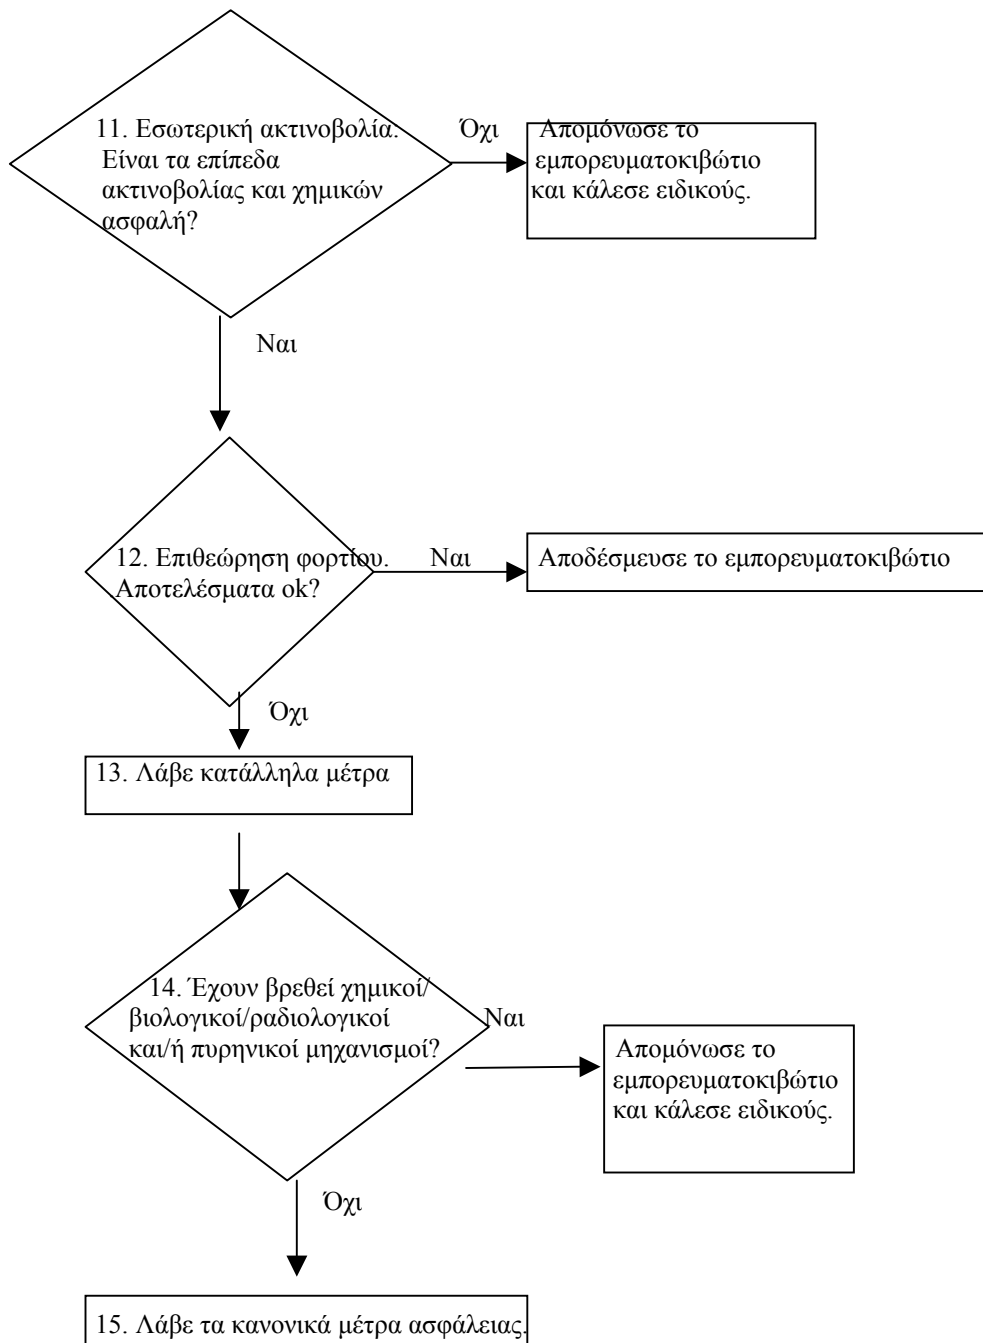 11. Εσωτερική ακτινοβολία.
Είναι τα επίπεδα
ακτινοβολίας και χημικών
ασφαλή?
Όχι
Απομόνωσε το
εμπορευματοκιβώτιο
και κάλεσε ειδικούς.
Ναι
12. Επιθεώρηση φορτίου.
Αποτελέσματα ok?
Ναι
Αποδέσμευσε το εμπορευματοκιβώτιο
Όχι
13. Λάβε κατάλληλα μέτρα
14. Έχουν βρεθεί χημικοί/
βιολογικοί/ραδιολογικοί
και/ή πυρηνικοί μηχανισμοί?
Ναι
Απομόνωσε το
εμπορευματοκιβώτιο
και κάλεσε ειδικούς.
Όχι
15. Λάβε τα κανονικά μέτρα ασφάλειας.